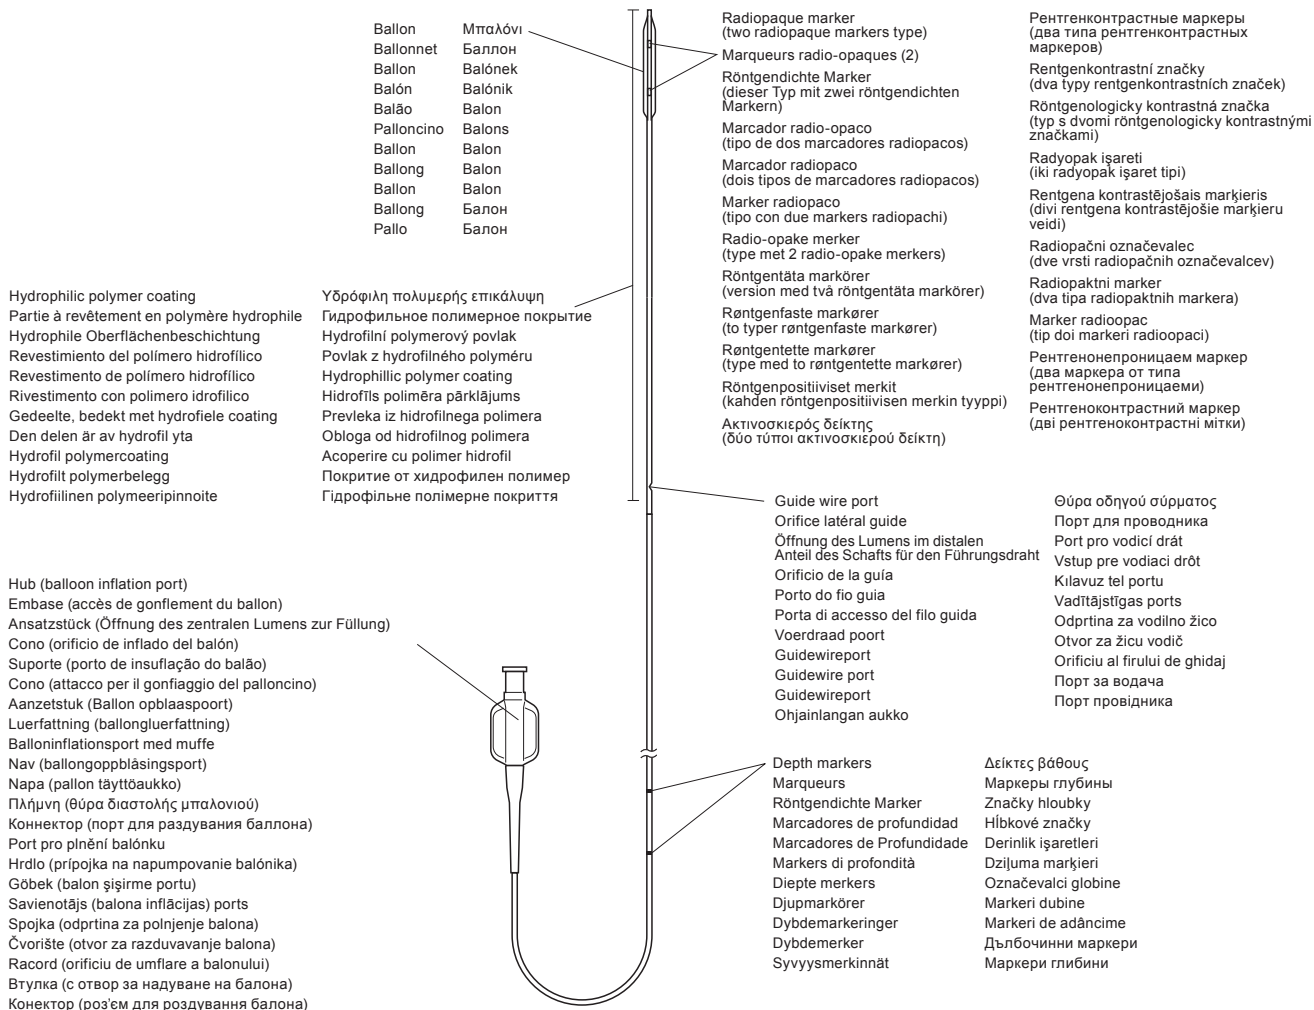 Ballon
Ballonnet
Ballon
Balón
Balão
Palloncino
Ballon
Ballong
Ballon
Ballong
Pallo
Μπαλόνι
Баллон
Balónek
Balónik
Balon
Balons
Balon
Balon
Balon
Балон
Балон
Radiopaque marker
(two radiopaque markers type)
Marqueurs radio-opaques (2)
Röntgendichte Marker
(dieser Typ mit zwei röntgendichten
Markern)
Marcador radio-opaco
(tipo de dos marcadores radiopacos)
Marcador radiopaco
(dois tipos de marcadores radiopacos)
Marker radiopaco
(tipo con due markers radiopachi)
Radio-opake merker
(type met 2 radio-opake merkers)
Röntgentäta markörer
(version med två röntgentäta markörer)
Røntgenfaste markører
(to typer røntgenfaste markører)
Røntgentette markører
(type med to røntgentette markører)
Röntgenpositiiviset merkit
(kahden röntgenpositiivisen merkin tyyppi)
Ακτινοσκιερός δείκτης
(δύο τύποι ακτινοσκιερού δείκτη)
Рентгенконтрастные маркеры
(два типа рентгенконтрастных
маркеров)
Rentgenkontrastní značky
(dva typy rentgenkontrastních značek)
Röntgenologicky kontrastná značka
(typ s dvomi röntgenologicky kontrastnými
značkami)
Radyopak işareti
(iki radyopak işaret tipi)
Rentgena kontrastējošais marķieris
(divi rentgena kontrastējošie marķieru
veidi)
Radiopačni označevalec
(dve vrsti radiopačnih označevalcev)
Radiopaktni marker
(dva tipa radiopaktnih markera)
Marker radioopac
(tip doi markeri radioopaci)
Рентгенонепроницаем маркер
(два маркера от типа
рентгенонепроницаеми)
Рентгеноконтрастний маркер
(дві рентгеноконтрастні мітки)
Hydrophilic polymer coating
Partie à revêtement en polymère hydrophile
Hydrophile Oberflächenbeschichtung
Revestimiento del polímero hidrofílico
Revestimento de polímero hidrofílico
Rivestimento con polimero idrofilico
Gedeelte, bedekt met hydrofiele coating
Den delen är av hydrofil yta
Hydrofil polymercoating
Hydrofilt polymerbelegg
Hydrofiilinen polymeeripinnoite
Υδρόφιλη πολυμερής επικάλυψη
Гидрофильное полимерное покрытие
Hydrofilní polymerový povlak
Povlak z hydrofilného polyméru
Hydrophillic polymer coating
Hidrofīls polimēra pārklājums
Prevleka iz hidrofilnega polimera
Obloga od hidrofilnog polimera
Acoperire cu polimer hidrofil
Покритие от хидрофилен полимер
Гідрофільне полімерне покриття
Guide wire port
Orifice latéral guide
Öffnung des Lumens im distalen
Anteil des Schafts für den Führungsdraht
Orificio de la guía
Porto do fio guia
Porta di accesso del filo guida
Voerdraad poort
Guidewireport
Guidewire port
Guidewireport
Ohjainlangan aukko
Θύρα οδηγού σύρματος
Порт для проводника
Port pro vodicí drát
Vstup pre vodiaci drôt
Kılavuz tel portu
Vadītājstīgas ports
Odprtina za vodilno žico
Otvor za žicu vodič
Orificiu al firului de ghidaj
Порт за водача
Порт провідника
Hub (balloon inflation port)
Embase (accès de gonflement du ballon)
Ansatzstück (Öffnung des zentralen Lumens zur Füllung)
Cono (orificio de inflado del balón)
Suporte (porto de insuflação do balão)
Cono (attacco per il gonfiaggio del palloncino)
Aanzetstuk (Ballon opblaaspoort)
Luerfattning (ballongluerfattning)
Balloninflationsport med muffe
Nav (ballongoppblåsingsport)
Napa (pallon täyttöaukko)
Πλήμνη (θύρα διαστολής μπαλονιού)
Коннектор (порт для раздувания баллона)
Port pro plnění balónku
Hrdlo (prípojka na napumpovanie balónika)
Göbek (balon şişirme portu)
Savienotājs (balona inflācijas) ports
Spojka (odprtina za polnjenje balona)
Čvorište (otvor za razduvavanje balona)
Racord (orificiu de umflare a balonului)
Втулка (с отвор за надуване на балона)
Конектор (роз'єм для роздування балона)
Depth markers
Marqueurs
Röntgendichte Marker
Marcadores de profundidad
Marcadores de Profundidade
Markers di profondità
Diepte merkers
Djupmarkörer
Dybdemarkeringer
Dybdemerker
Syvyysmerkinnät
Δείκτες βάθους
Маркеры глубины
Značky hloubky
Hĺbkové značky
Derinlik işaretleri
Dziļuma marķieri
Označevalci globine
Markeri dubine
Markeri de adâncime
Дълбочинни маркери
Маркери глибини